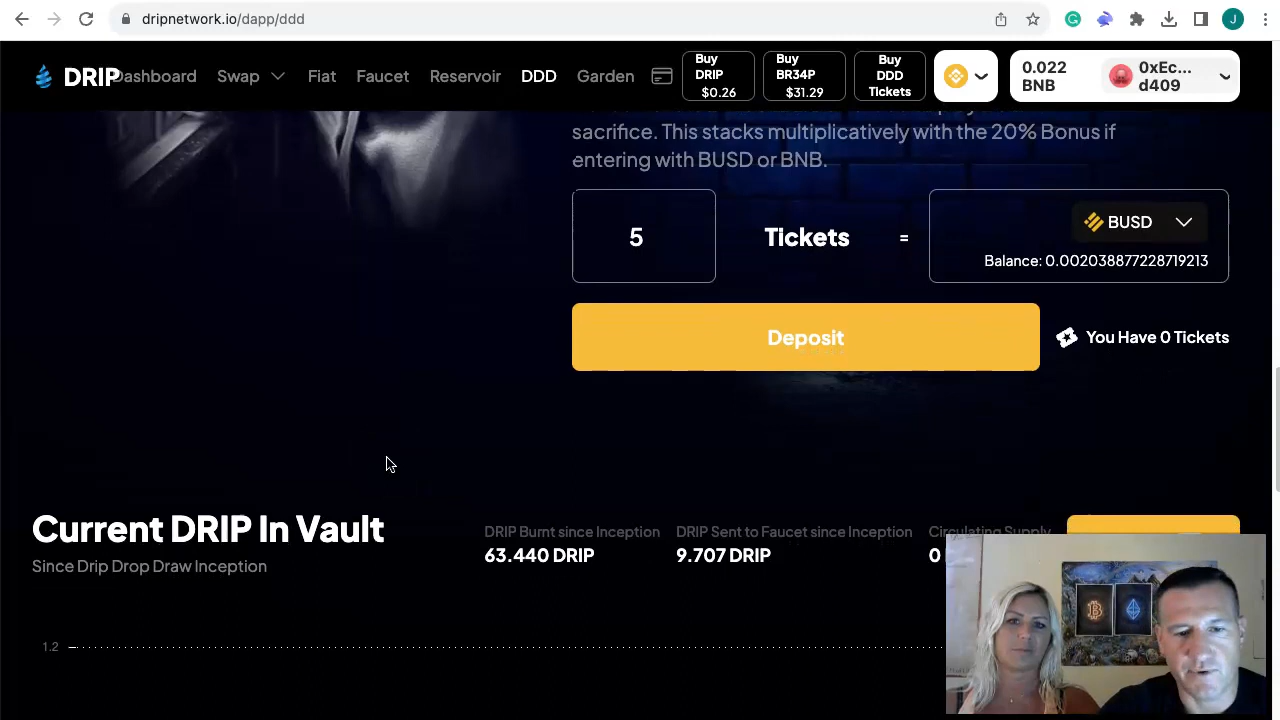 dripnetwork.io/dapp/ddd
J
DRIP
Dashboard
Swap
Fiat
Faucet
Reservoir
DDD
Garden
Buy
DRIP
$0.26
Buy
BR34P
$31.29
Buy
DDD
Tickets
0.022
BNB
0xEc...
d409
sacrifice. This stacks multiplicatively with the 20% Bonus if
entering with BUSD or BNB.
5
Tickets
=
BUSD
Balance: 0.002038877228719213
Deposit
You Have 0 Tickets
Current DRIP In Vault
Since Drip Drop Draw Inception
DRIP Burnt since Inception
63.440 DRIP
DRIP Sent to Faucet since Inception
9.707 DRIP
Circulating Supply
0
1.2